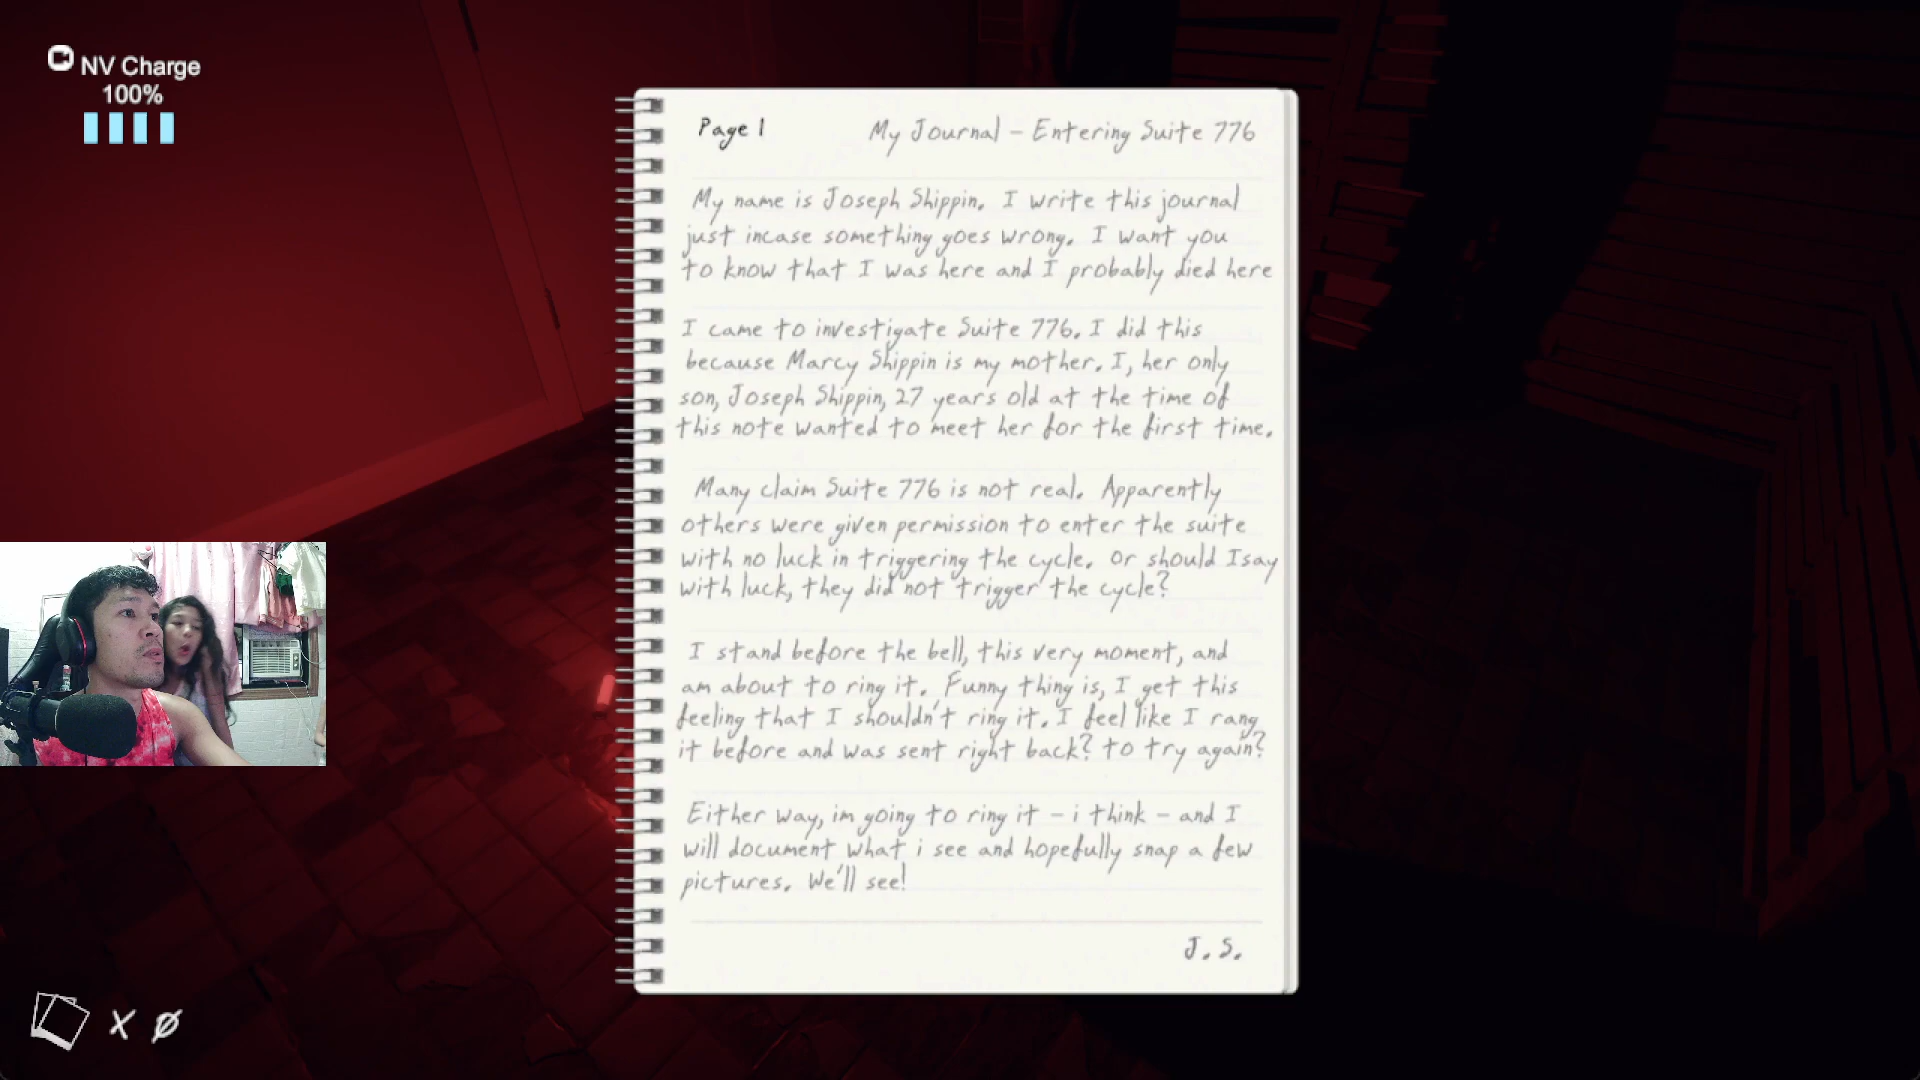 NV Charge
100%
Page 1
My Journal - Entering Suite 776
My name is Joseph Shippin. I write this journal
just incase something goes wrong. I want you
to know that I was here and I probably died here
I came to investigate Suite 776. I did this
because Marcy Shippin is my mother. I, her only
son, Joseph Shippin, 27 years old at the time of
this note wanted to meet her for the first time.
Many claim Suite 776 is not real. Apparently
others were given permission to enter the suite
with no luck in triggering the cycle. Or should I say
with luck, they did not trigger the cycle?
I stand before the bell, this very moment, and
am about to ring it. Funny thing is, I get this
feeling that I shouldn't ring it. I feel like I rang
it before and was sent right back? to try again?
Either way, im going to ring it - i think - and I
will document what i see and hopefully snap a few
pictures. We'll see!
J.S.
X 0